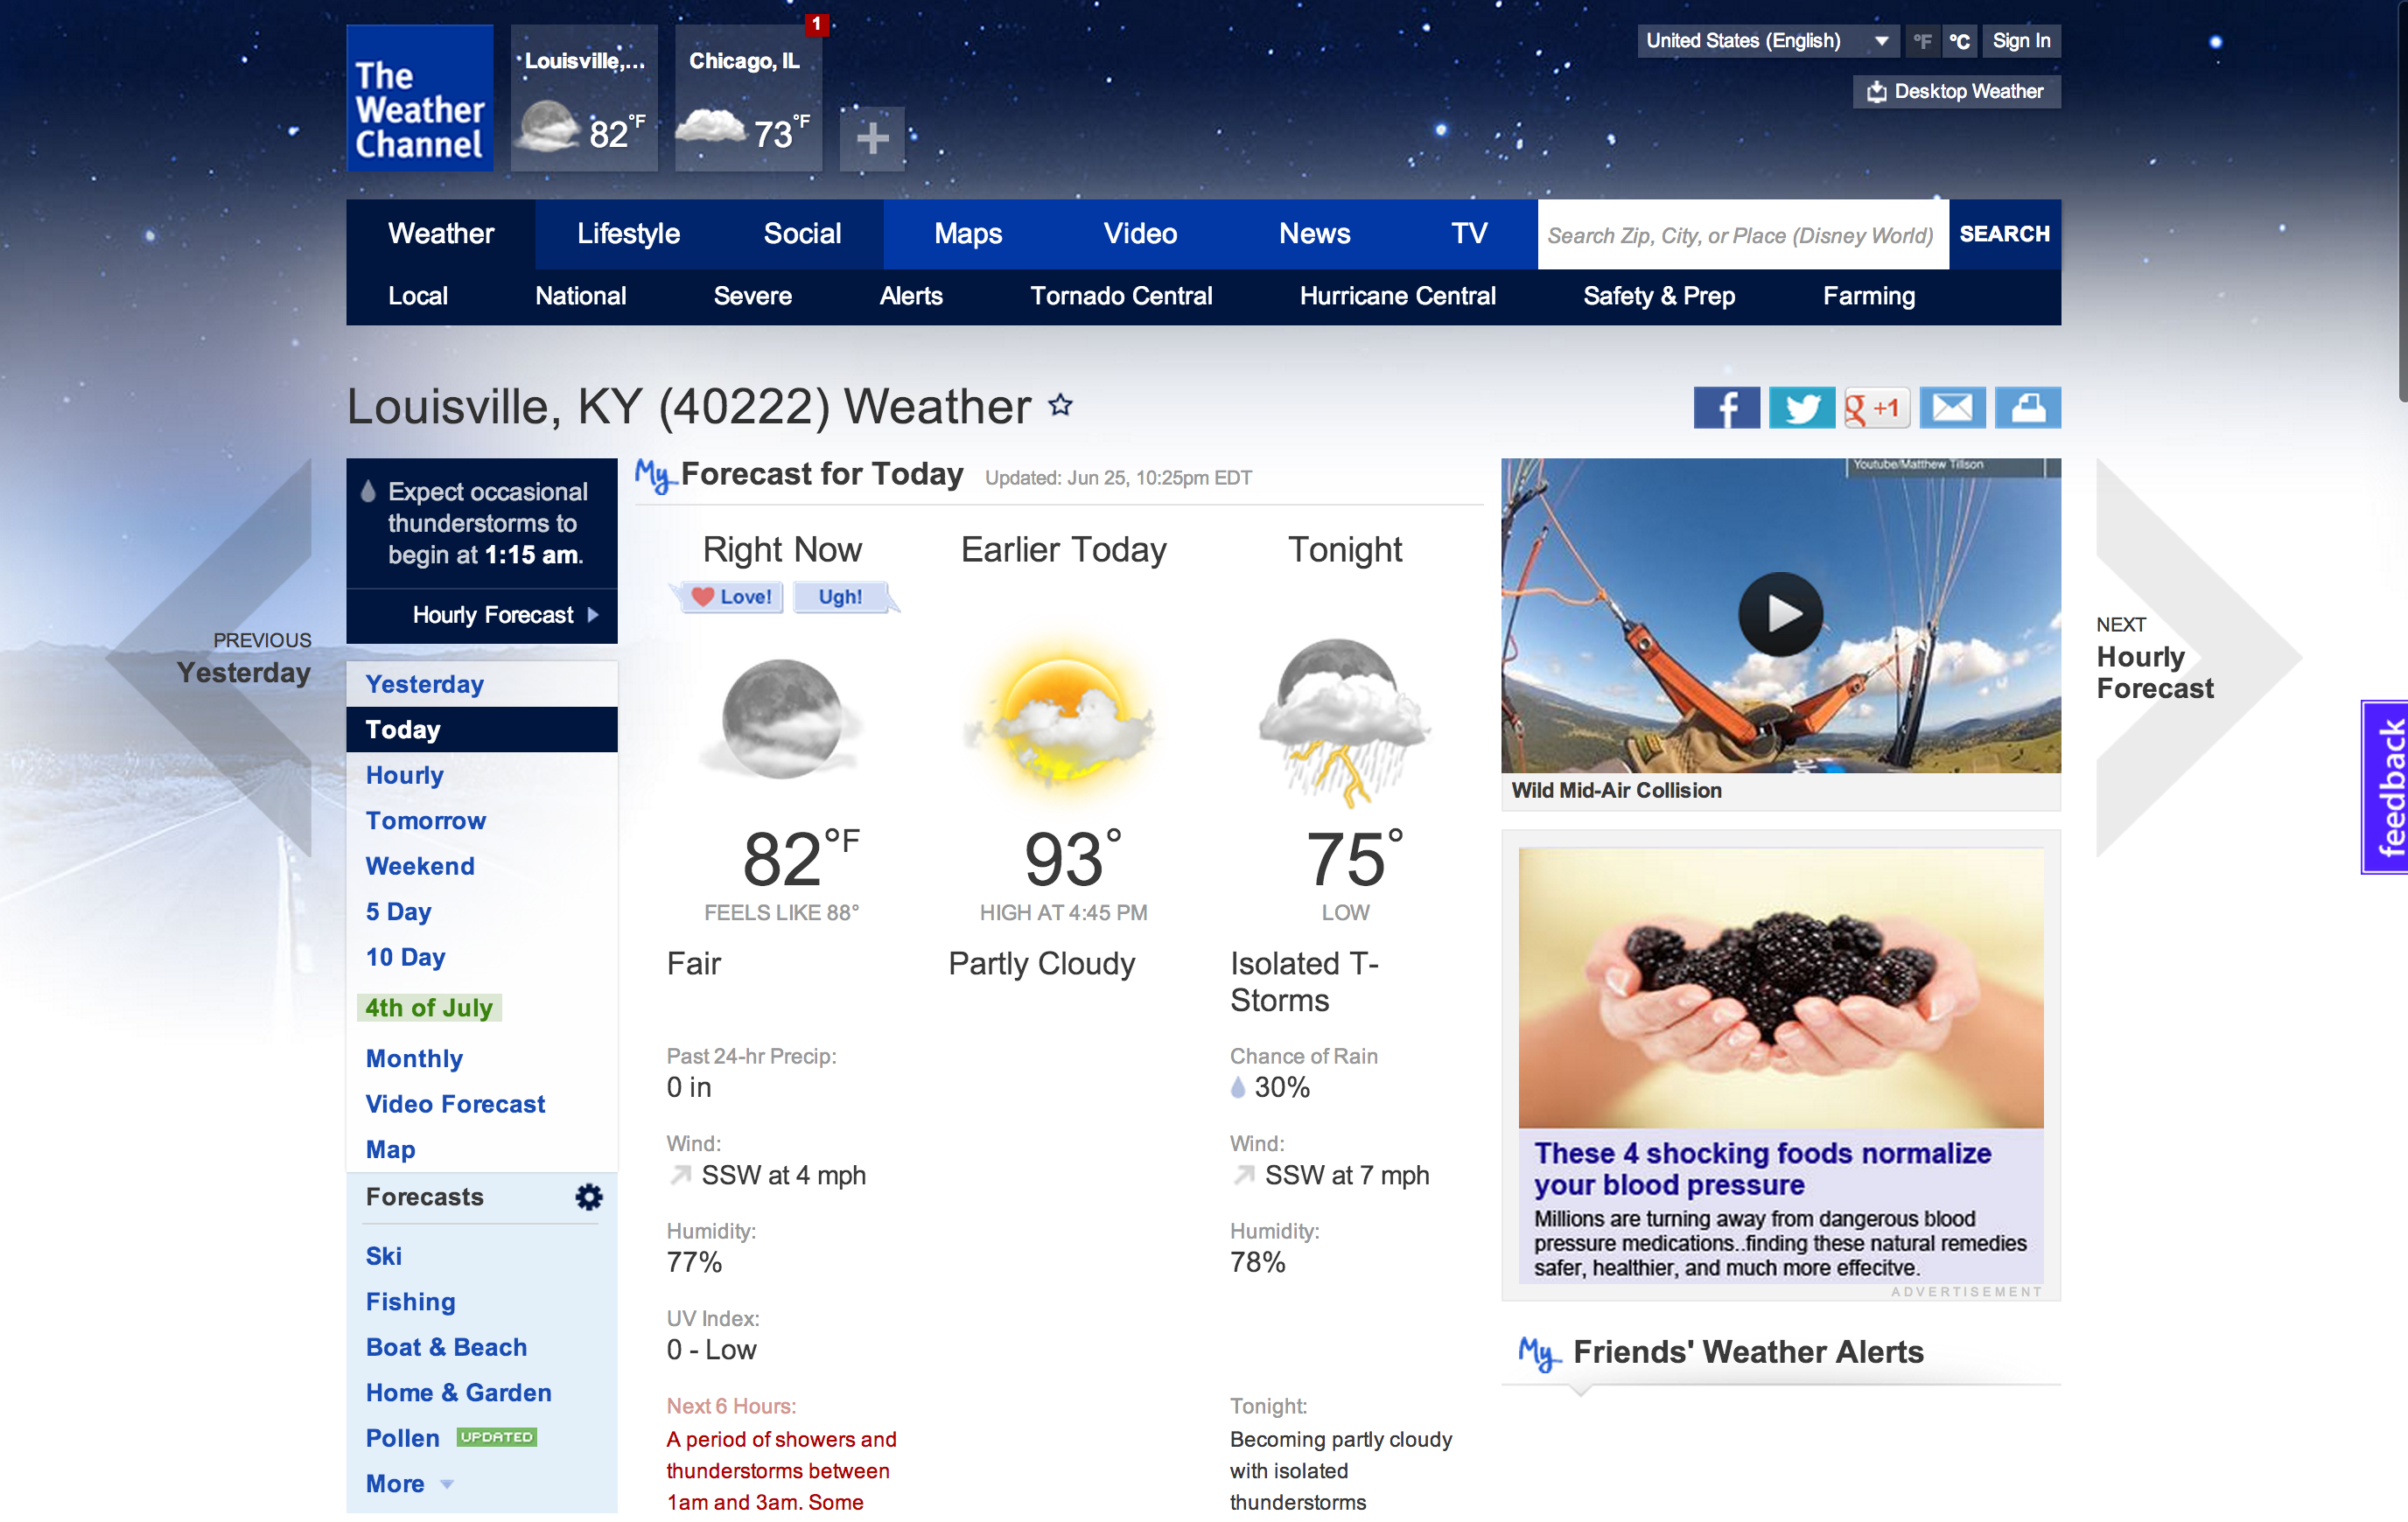 The
Weather
Channel
Louisville,...
82°F
1
Chicago, IL
73°F
+
United States (English)
°F
°C
Sign In
Desktop Weather
Weather
Lifestyle
Social
Maps
Video
News
TV
Search Zip, City, or Place (Disney World)
SEARCH
Local
National
Severe
Alerts
Tornado Central
Hurricane Central
Safety & Prep
Farming
Louisville, KY (40222) Weather
f
g +1
PREVIOUS
Yesterday
Expect occasional
thunderstorms to
begin at 1:15 am.
Hourly Forecast
Yesterday
Today
Hourly
Tomorrow
Weekend
5 Day
10 Day
4th of July
Monthly
Video Forecast
Map
Forecasts
Ski
Fishing
Boat & Beach
Home & Garden
Pollen UPDATED
More
My Forecast for Today Updated: Jun 25, 10:25pm EDT
Right Now
Love!
Ugh!
82°F
FEELS LIKE 88°
Fair
Past 24-hr Precip:
0 in
Wind:
SSW at 4 mph
Humidity:
77%
UV Index:
0 - Low
Next 6 Hours:
A period of showers and
thunderstorms between
1am and 3am. Some
Earlier Today
93°
HIGH AT 4:45 PM
Partly Cloudy
Tonight
75°
LOW
Isolated T-
Storms
Chance of Rain
30%
Wind:
SSW at 7 mph
Humidity:
78%
Tonight:
Becoming partly cloudy
with isolated
thunderstorms
Youtube/Matthew Tillson
Wild Mid-Air Collision
These 4 shocking foods normalize
your blood pressure
Millions are turning away from dangerous blood
pressure medications..finding these natural remedies
safer, healthier, and much more effecitve.
ADVERTISEMENT
My Friends' Weather Alerts
NEXT
Hourly
Forecast
feedback